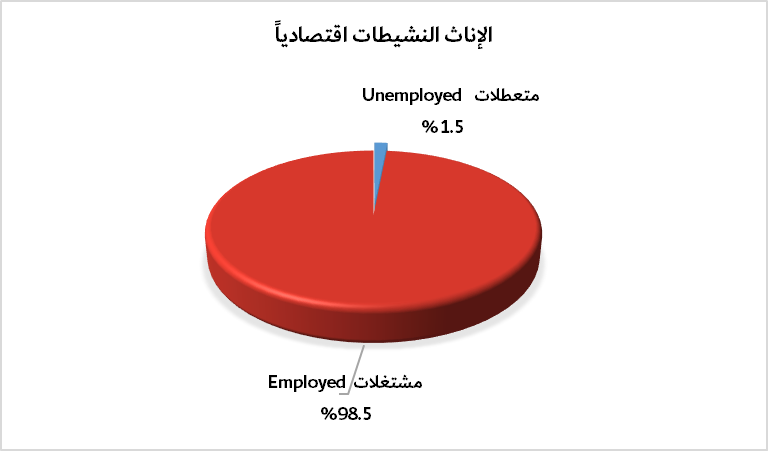 الإناث النشيطات اقتصادياً
متعطلات Unemployed
%1.5
مشتغلات Employed
%98.5